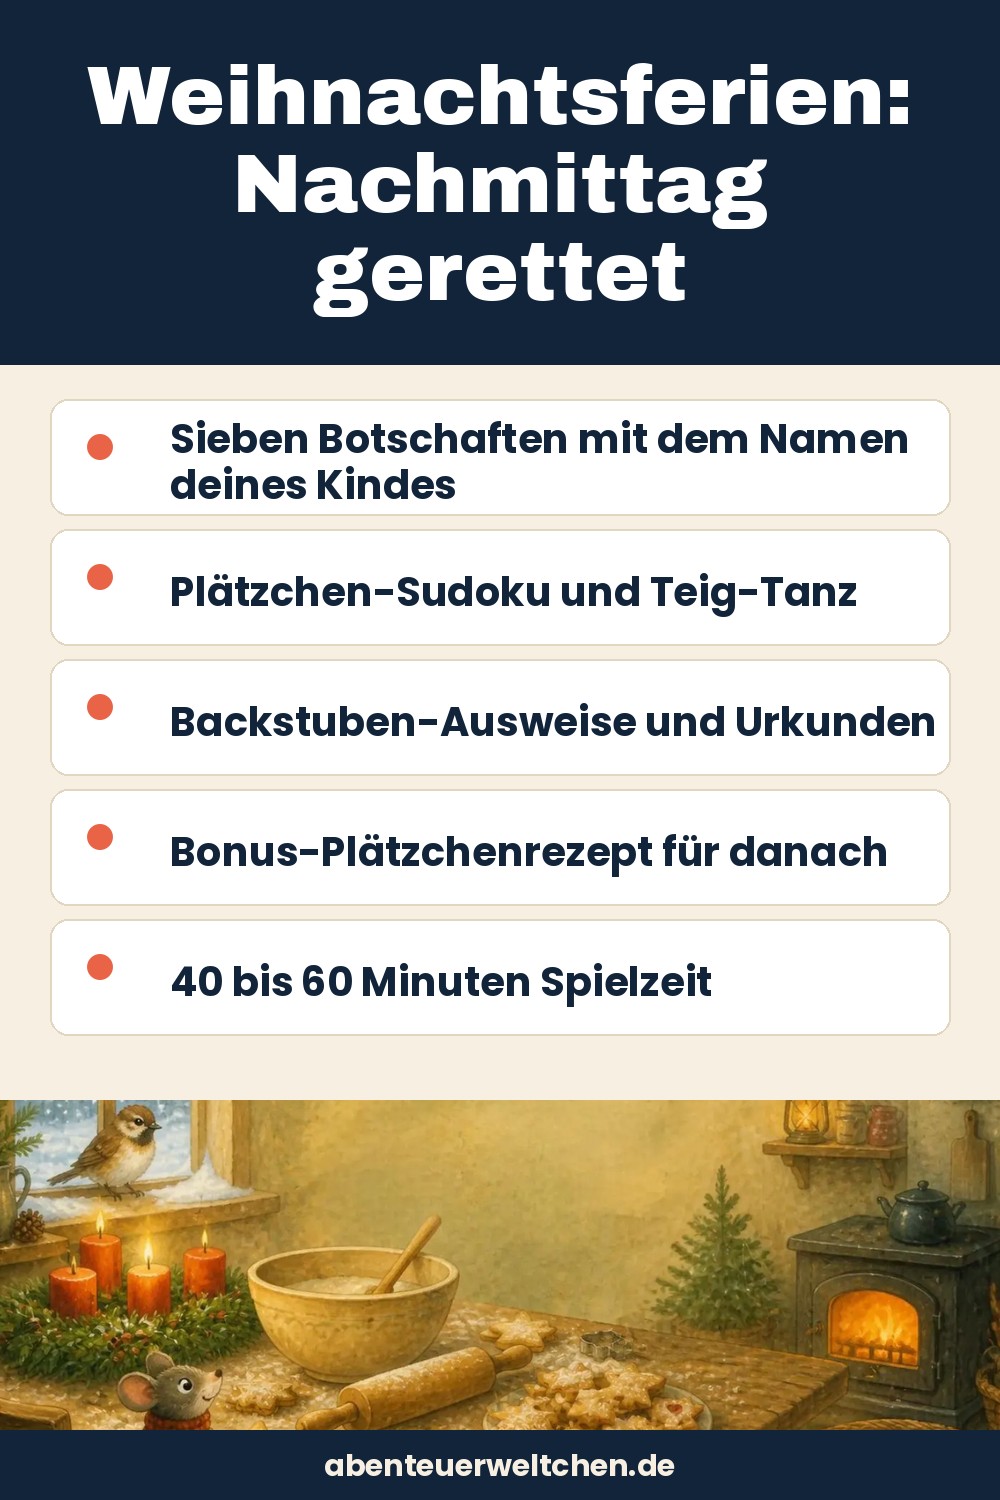 Weihnachtsferien:
Nachmittag
gerettet
Sieben Botschaften mit dem Namen
deines Kindes
Plätzchen-Sudoku und Teig-Tanz
Backstuben-Ausweise und Urkunden
Bonus-Plätzchenrezept für danach
40 bis 60 Minuten Spielzeit
abenteuerweltchen.de